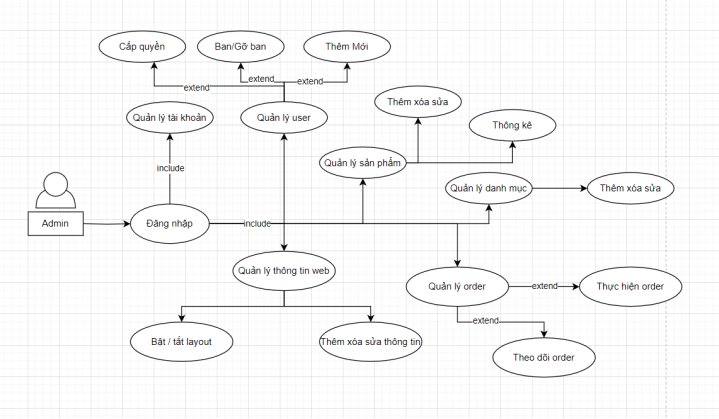 Cấp quyền
Ban/Gỡ ban
Thêm Mới
extend
extend
extend
Quản lý tài khoản
Quản lý user
Thêm xóa sửa
Thông kê
include
Quản lý sản phẩm
Quản lý danh mục
Thêm xóa sửa
Admin
Đăng nhập
include
Quản lý thông tin web
Quản lý order
extend
Thực hiện order
extend
Bật / tắt layout
Thêm xóa sửa thông tin
Theo dõi order